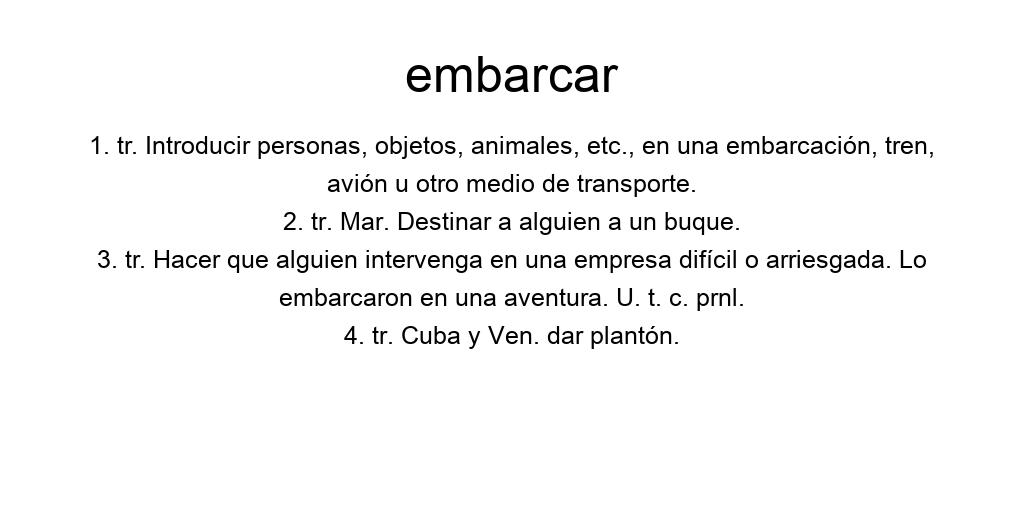 embarcar
1. tr. Introducir personas, objetos, animales, etc., en una embarcación, tren,
avión u otro medio de transporte.
2. tr. Mar. Destinar a alguien a un buque.
3. tr. Hacer que alguien intervenga en una empresa difícil o arriesgada. Lo
embarcaron en una aventura. U. t. c. prnl.
4. tr. Cuba y Ven. dar plantón.